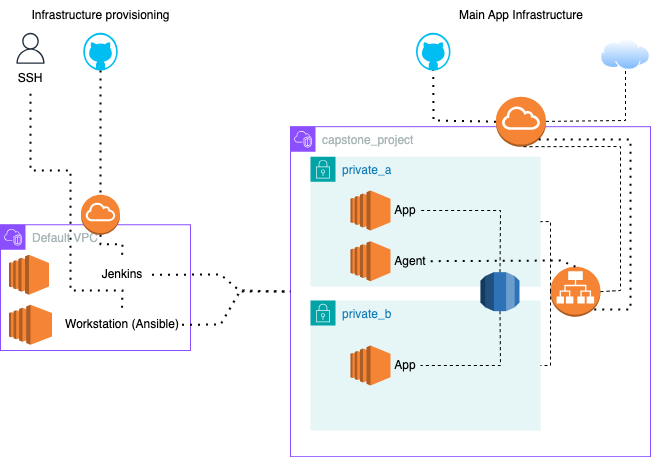 Infrastructure provisioning
Main App Infrastructure
SSH
capstone_project
private_a
App
Default VPC
Agent
Jenkins
private_b
Workstation (Ansible)
App